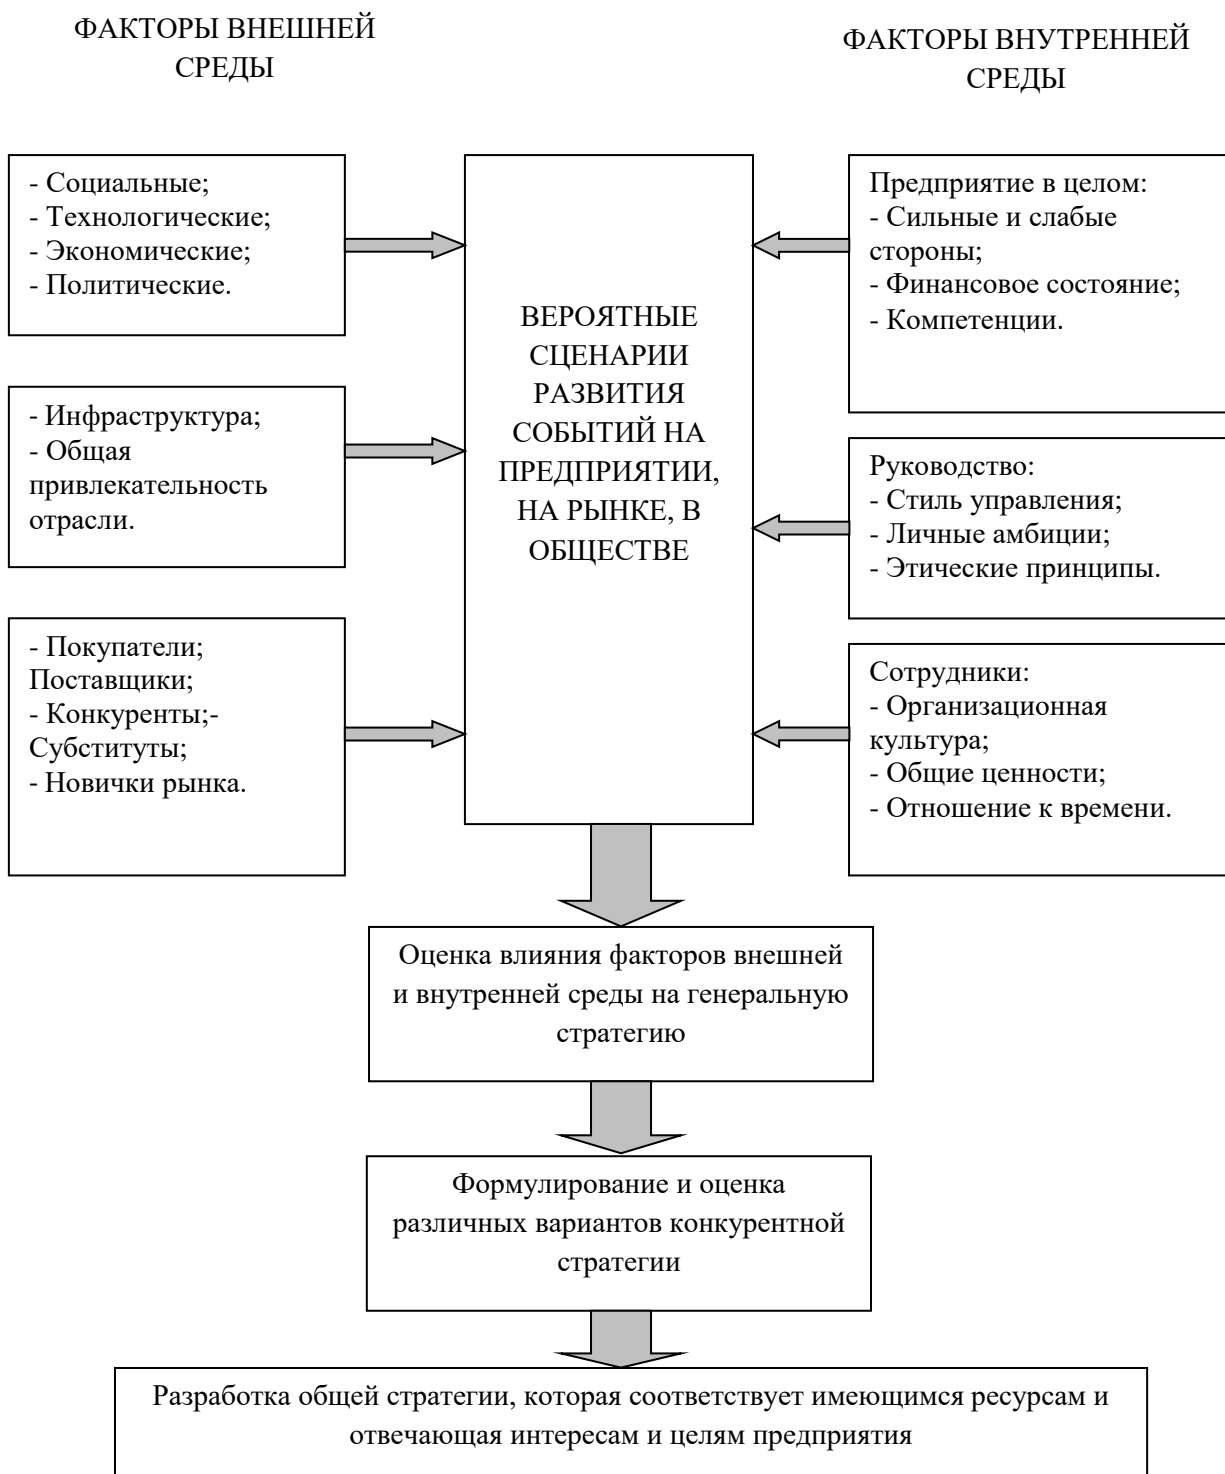 ФАКТОРЫ ВНЕШНЕЙ
СРЕДЫ
ФАКТОРЫ ВНУТРЕННЕЙ
СРЕДЫ
- Социальные;
- Технологические;
- Экономические;
- Политические.
- Инфраструктура;
- Общая
привлекательность
отрасли.
- Покупатели;
Поставщики;
- Конкуренты;-
Субституты;
- Новички рынка.
ВЕРОЯТНЫЕ
СЦЕНАРИИ
РАЗВИТИЯ
СОБЫТИЙ НА
ПРЕДПРИЯТИИ,
НА РЫНКЕ, В
ОБЩЕСТВЕ
Предприятие в целом:
- Сильные и слабые
стороны;
- Финансовое состояние;
- Компетенции.
Руководство:
- Стиль управления;
- Личные амбиции;
- Этические принципы.
Сотрудники:
- Организационная
культура;
- Общие ценности;
- Отношение к времени.
Оценка влияния факторов внешней
и внутренней среды на генеральную
стратегию
Формулирование и оценка
различных вариантов конкурентной
стратегии
Разработка общей стратегии, которая соответствует имеющимся ресурсам и
отвечающая интересам и целям предприятия